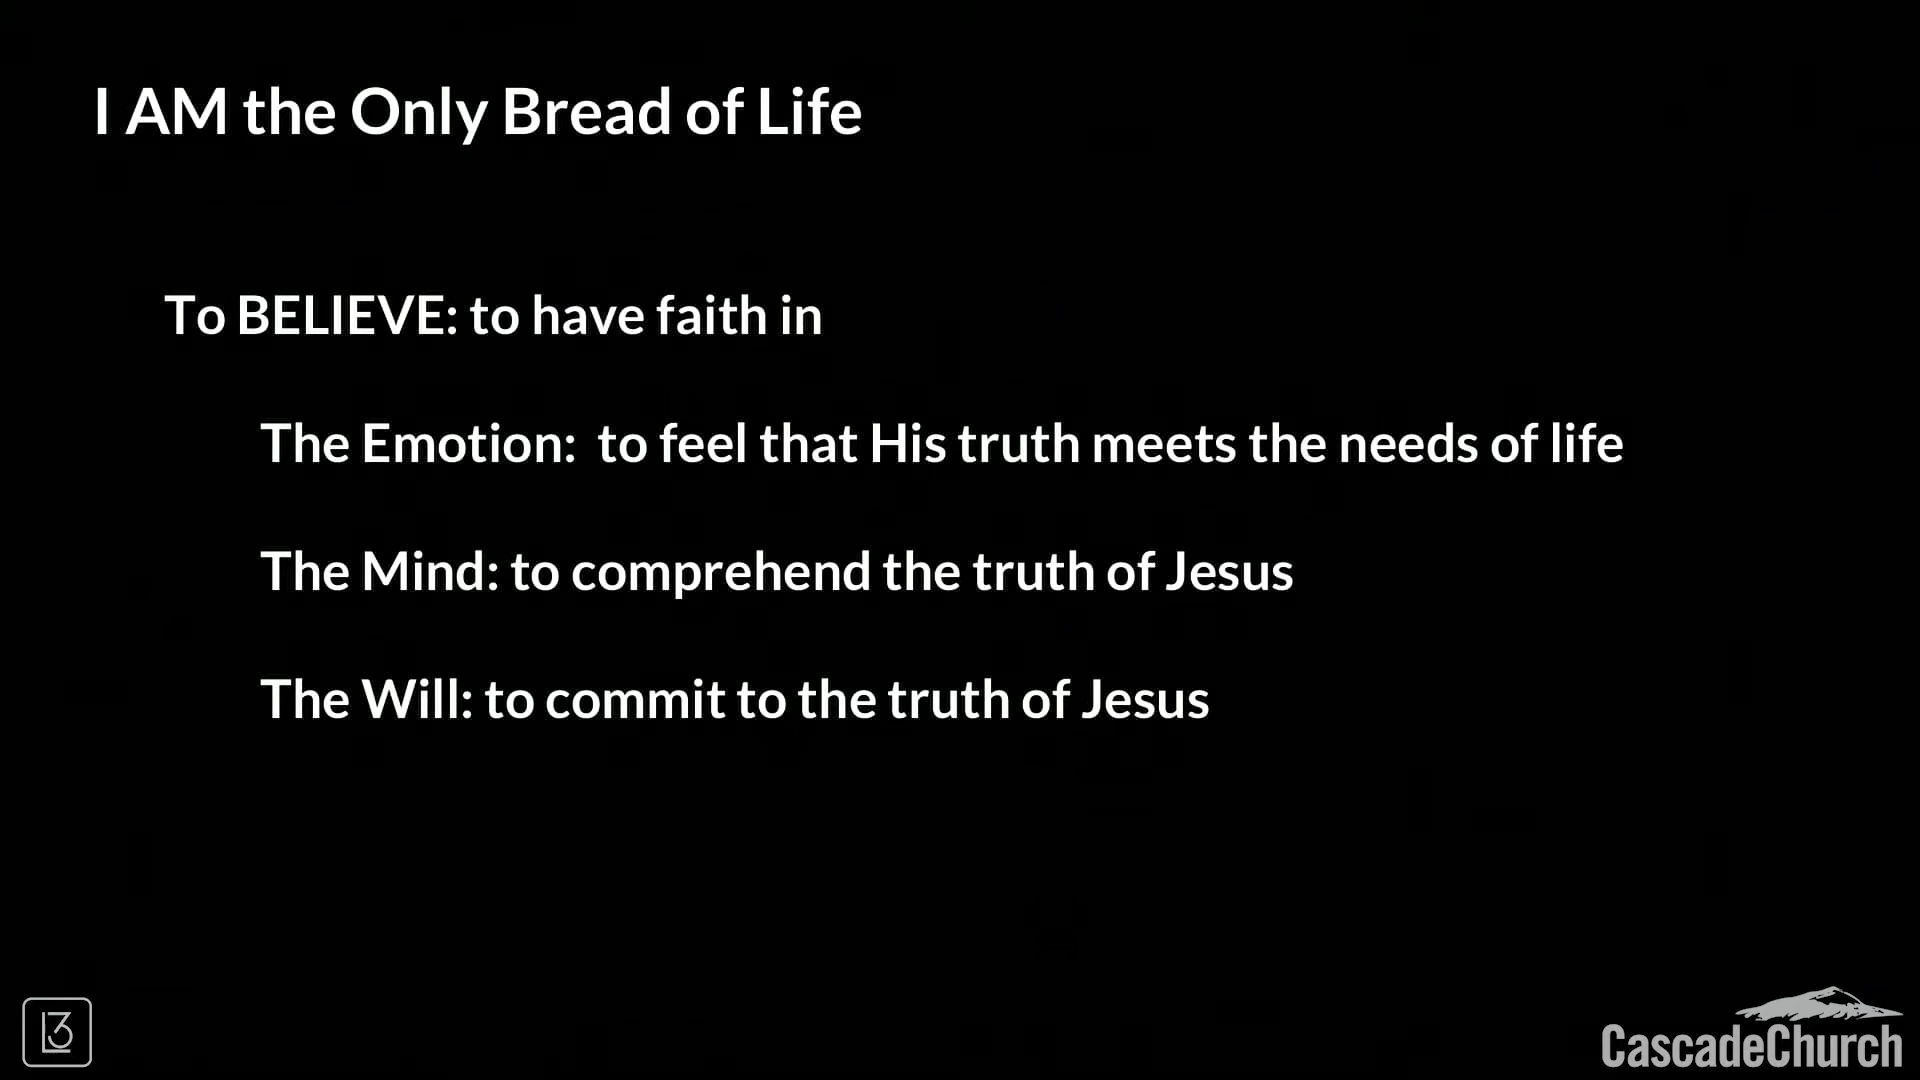 I AM the Only Bread of Life
To BELIEVE: to have faith in
The Emotion:  to feel that His truth meets the needs of life
The Mind: to comprehend the truth of Jesus
The Will: to commit to the truth of Jesus
L3
CascadeChurch